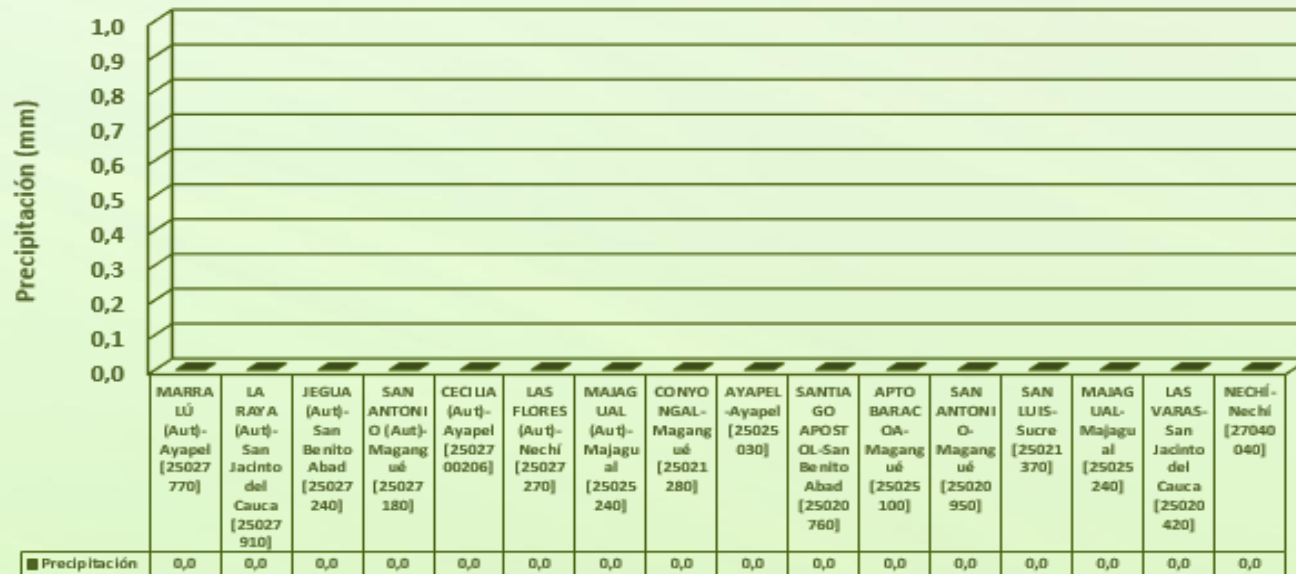 Precipitación (mm)
1,0
0,9
0,8
0,7
0,6
0,5
0,4
0,3
0,2
0,1
0,0
MARRA
LÚ
(Aut)-
Ayapel
[25027
770]
LA
RAYA
(Aut)-
San
Jacinto
del
Cauca
[25027
910]
JEGUA
(Aut)-
San
Benito
Abad
[25027
240]
SAN
ANTONI
O (Aut)-
Magang
ué
[25027
180]
CECILIA
(Aut)-
Ayapel
[25027
00206]
LAS
FLORES
(Aut)-
Nechí
[25027
270]
MAJAG
UAL
(Aut)-
Majagu
al
[25025
240]
CONYO
NGAL-
Magang
ué
[25021
280]
AYAPEL
-Ayapel
[25025
030]
SANTIA
GO
APOST
OL-San
Benito
Abad
[25020
760]
APTO
BARAC
OA-
Magang
ué
[25025
100]
SAN
ANTONI
O-
Magang
ué
[25020
950]
SAN
LUIS-
Sucre
[25021
370]
MAJAG
UAL-
Majagu
al
[25025
240]
LAS
VARAS-
San
Jacinto
del
Cauca
[25020
420]
NECHÍ-
Nechí
[27040
040]
Precipitación 0,0 0,0 0,0 0,0 0,0 0,0 0,0 0,0 0,0 0,0 0,0 0,0 0,0 0,0 0,0 0,0